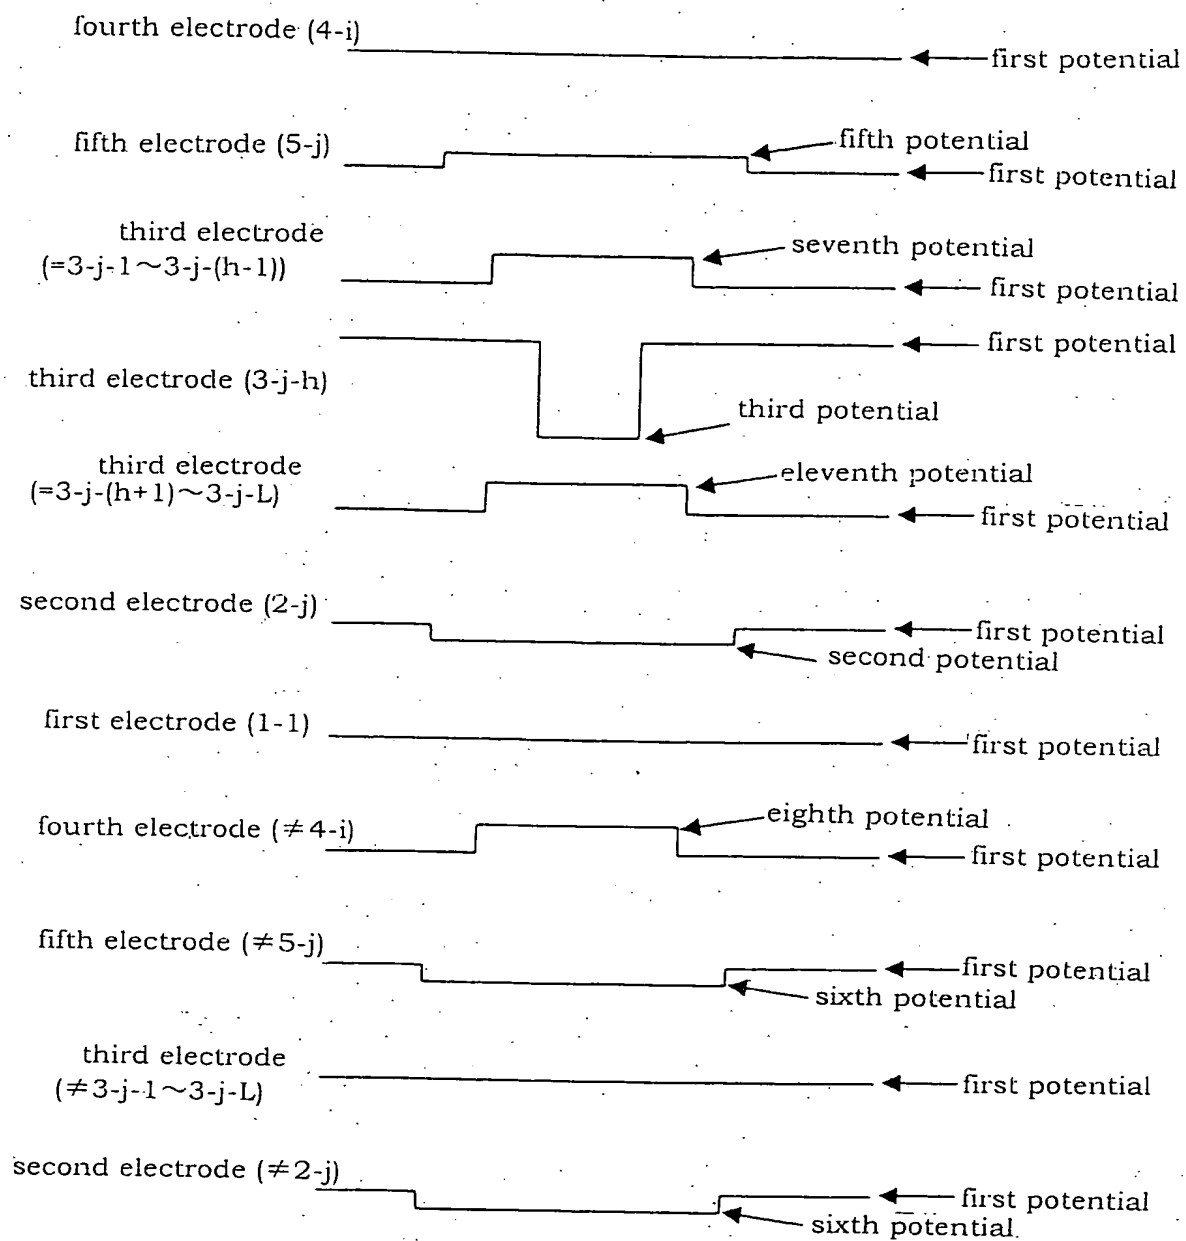 fourth electrode (4-i)
first potential
fifth electrode (5-j)
fifth potential
first potential
third electrode
(=3-j-1~3-j-(h-1))
seventh potential
first potential
first potential
third electrode (3-j-h)
third potential
third electrode
(=3-j-(h+1)~3-j-L)
eleventh potential
first potential
second electrode (2-j)
first potential
second potential
first electrode (1-1)
first potential
fourth electrode (≠4-i)
eighth potential
first potential
fifth electrode (≠5-j)
first potential
sixth potential
third electrode
(≠3-j-1~3-j-L)
first potential
second electrode (≠2-j)
first potential
sixth potential